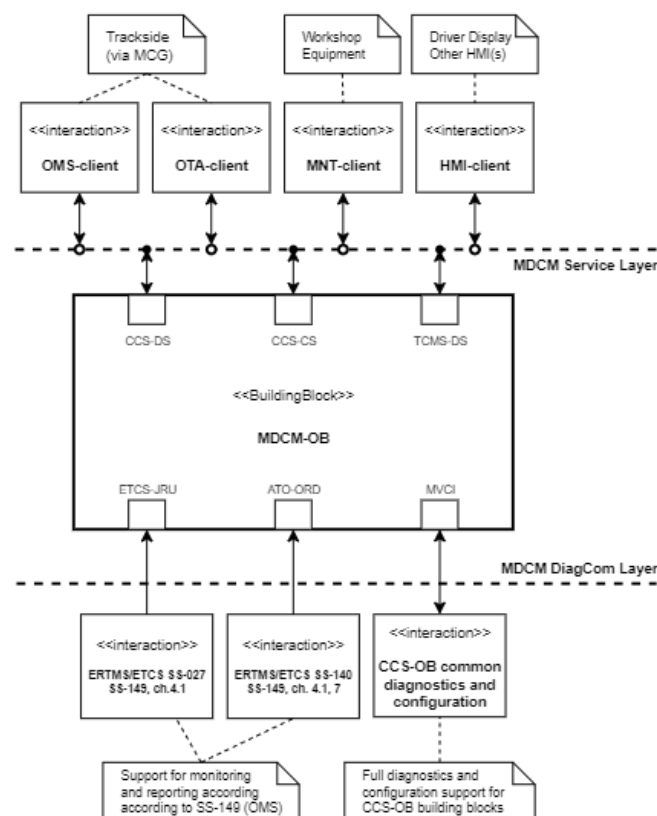 Trackside
(via MCG)
Workshop
Equipment
Driver Display
Other HMI(s)
<<interaction>>
OMS-client
<<interaction>>
OTA-client
<<interaction>>
MNT-client
<<interaction>>
HMI-client
MDCM Service Layer
CCS-DS
CCS-CS
TCMS-DS
<<BuildingBlock>>
MDCM-OB
ETCS-JRU
ATO-ORD
MVCI
MDCM DiagCom Layer
<<interaction>>
ERTMS/ETCS SS-027
SS-149, ch.4.1
<<interaction>>
ERTMS/ETCS SS-140
SS-149, ch. 4.1, 7
<<interaction>>
CCS-OB common
diagnostics and
configuration
Support for monitoring
and reporting according
according to SS-149 (OMS)
Full diagnostics and
configuration support for
CCS-OB building blocks